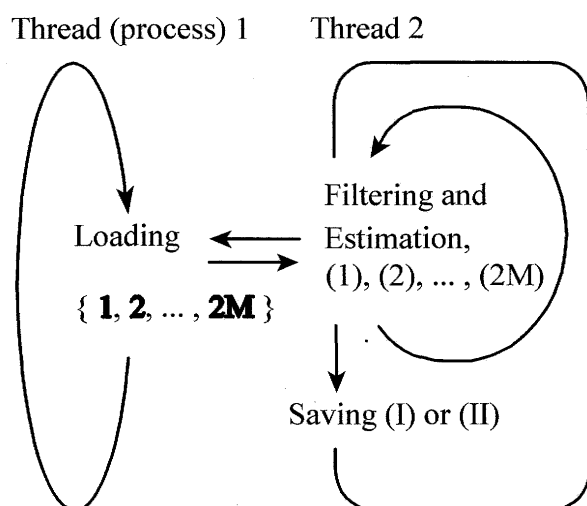 Thread (process) 1
Thread 2
Loading
{ 1, 2, ... , 2M }
Filtering and
Estimation,
(1), (2), ... , (2M)
Saving (I) or (II)